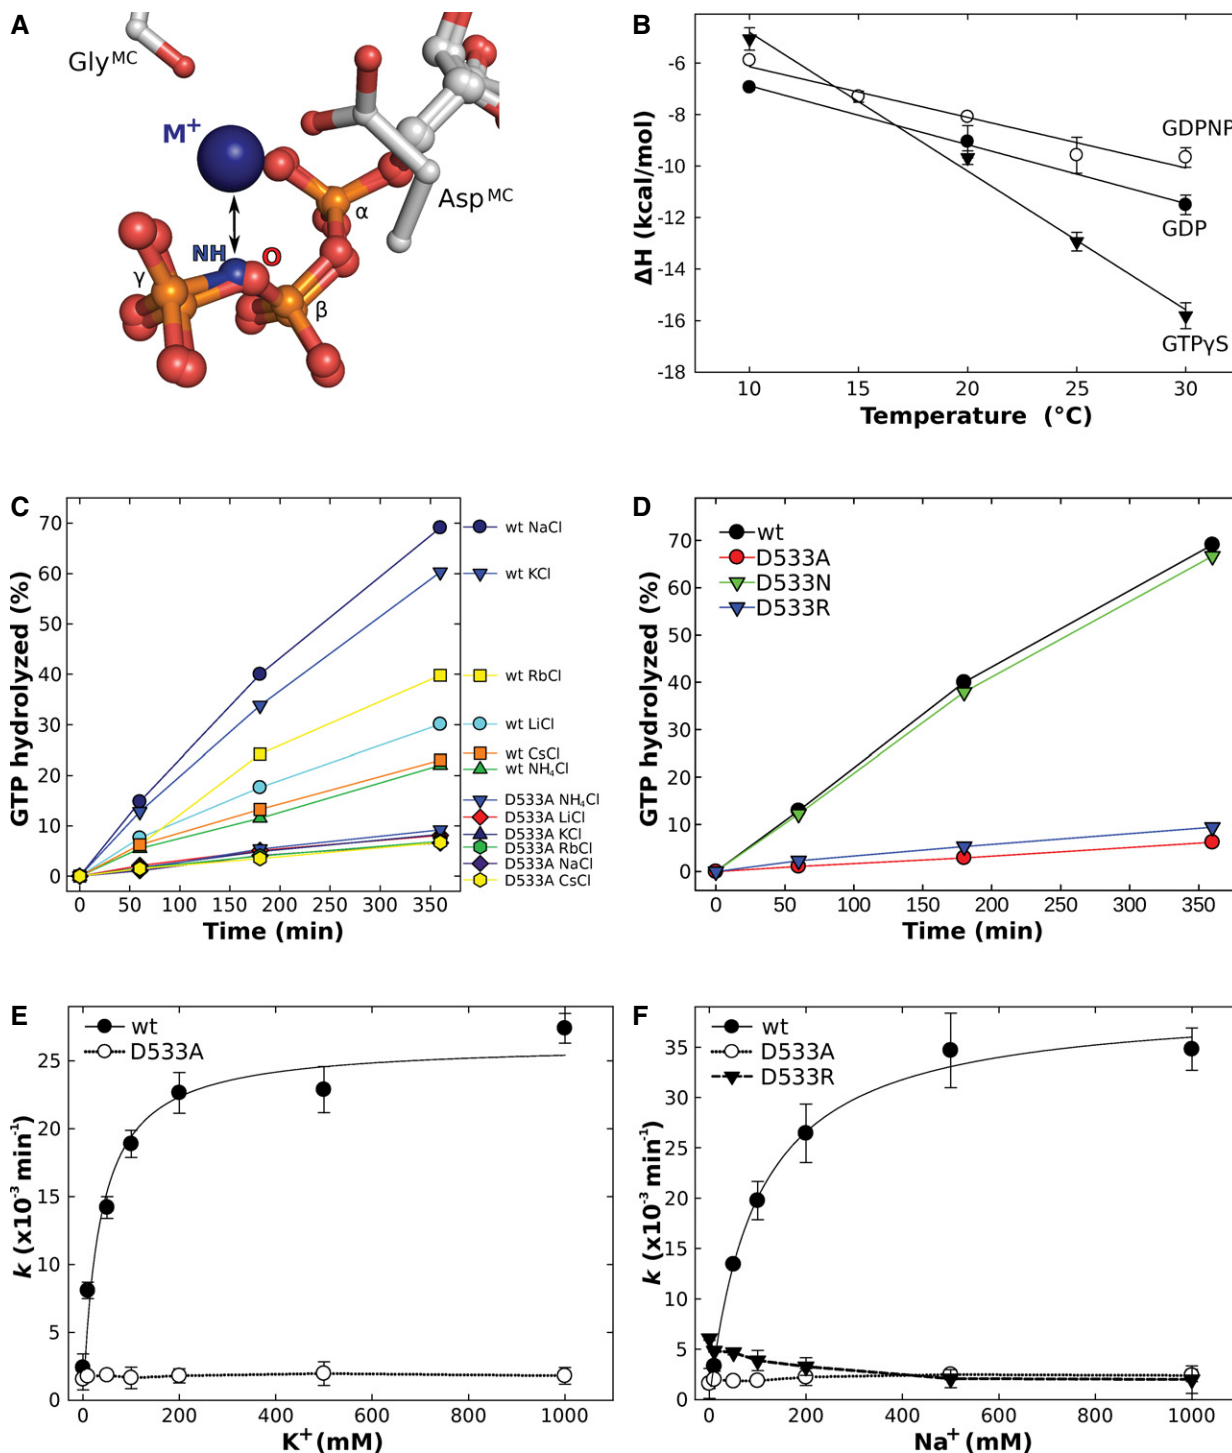 A
Gly^MC
M⁺
α
Asp^MC
NH
O
γ
β
B
-6
-8
-10
-12
-14
-16
-18
ΔH (kcal/mol)
GDPNP
GDP
GTPγS
10 15 20 25 30
Temperature (°C)
C
70
60
50
40
30
20
10
0
GTP hydrolyzed (%)
wt NaCl
wt KCl
wt RbCl
wt LiCl
wt CsCl
wt NH₄Cl
D533A NH₄Cl
D533A LiCl
D533A KCl
D533A RbCl
D533A NaCl
D533A CsCl
0 50 100 150 200 250 300 350
Time (min)
D
wt
D533A
D533N
D533R
70
60
50
40
30
20
10
0
GTP hydrolyzed (%)
0 50 100 150 200 250 300 350
Time (min)
E
wt
D533A
25
20
15
10
5
0
k (x10⁻³ min⁻¹)
0 200 400 600 800 1000
K⁺ (mM)
F
wt
D533A
D533R
35
30
25
20
15
10
5
0
k (x10⁻³ min⁻¹)
0 200 400 600 800 1000
Na⁺ (mM)